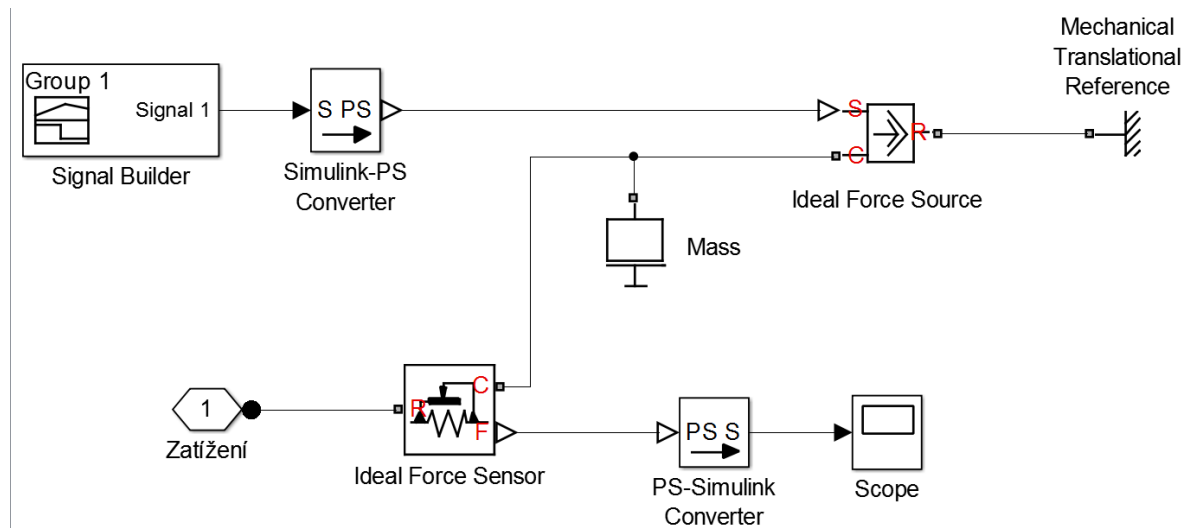 Group 1
Signal 1
Signal Builder
S PS
Simulink-PS
Converter
S
C
R
Ideal Force Source
Mechanical
Translational
Reference
Mass
1
Zatížení
R
C
F
Ideal Force Sensor
PS S
PS-Simulink
Converter
Scope